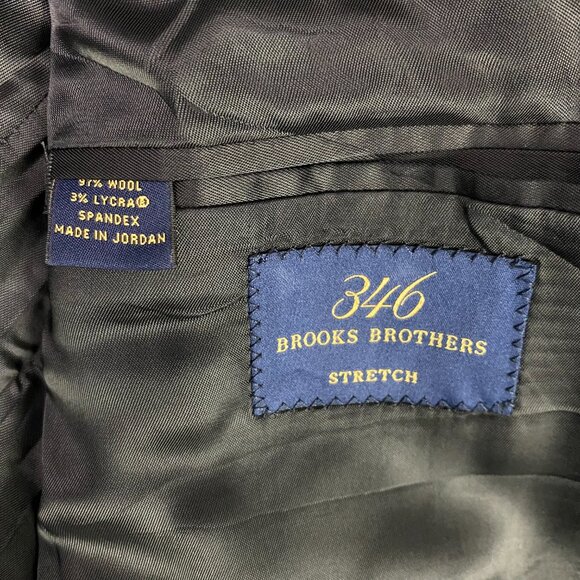 97% WOOL
3% LYCRA®
SPANDEX
MADE IN JORDAN
346
BROOKS BROTHERS
STRETCH